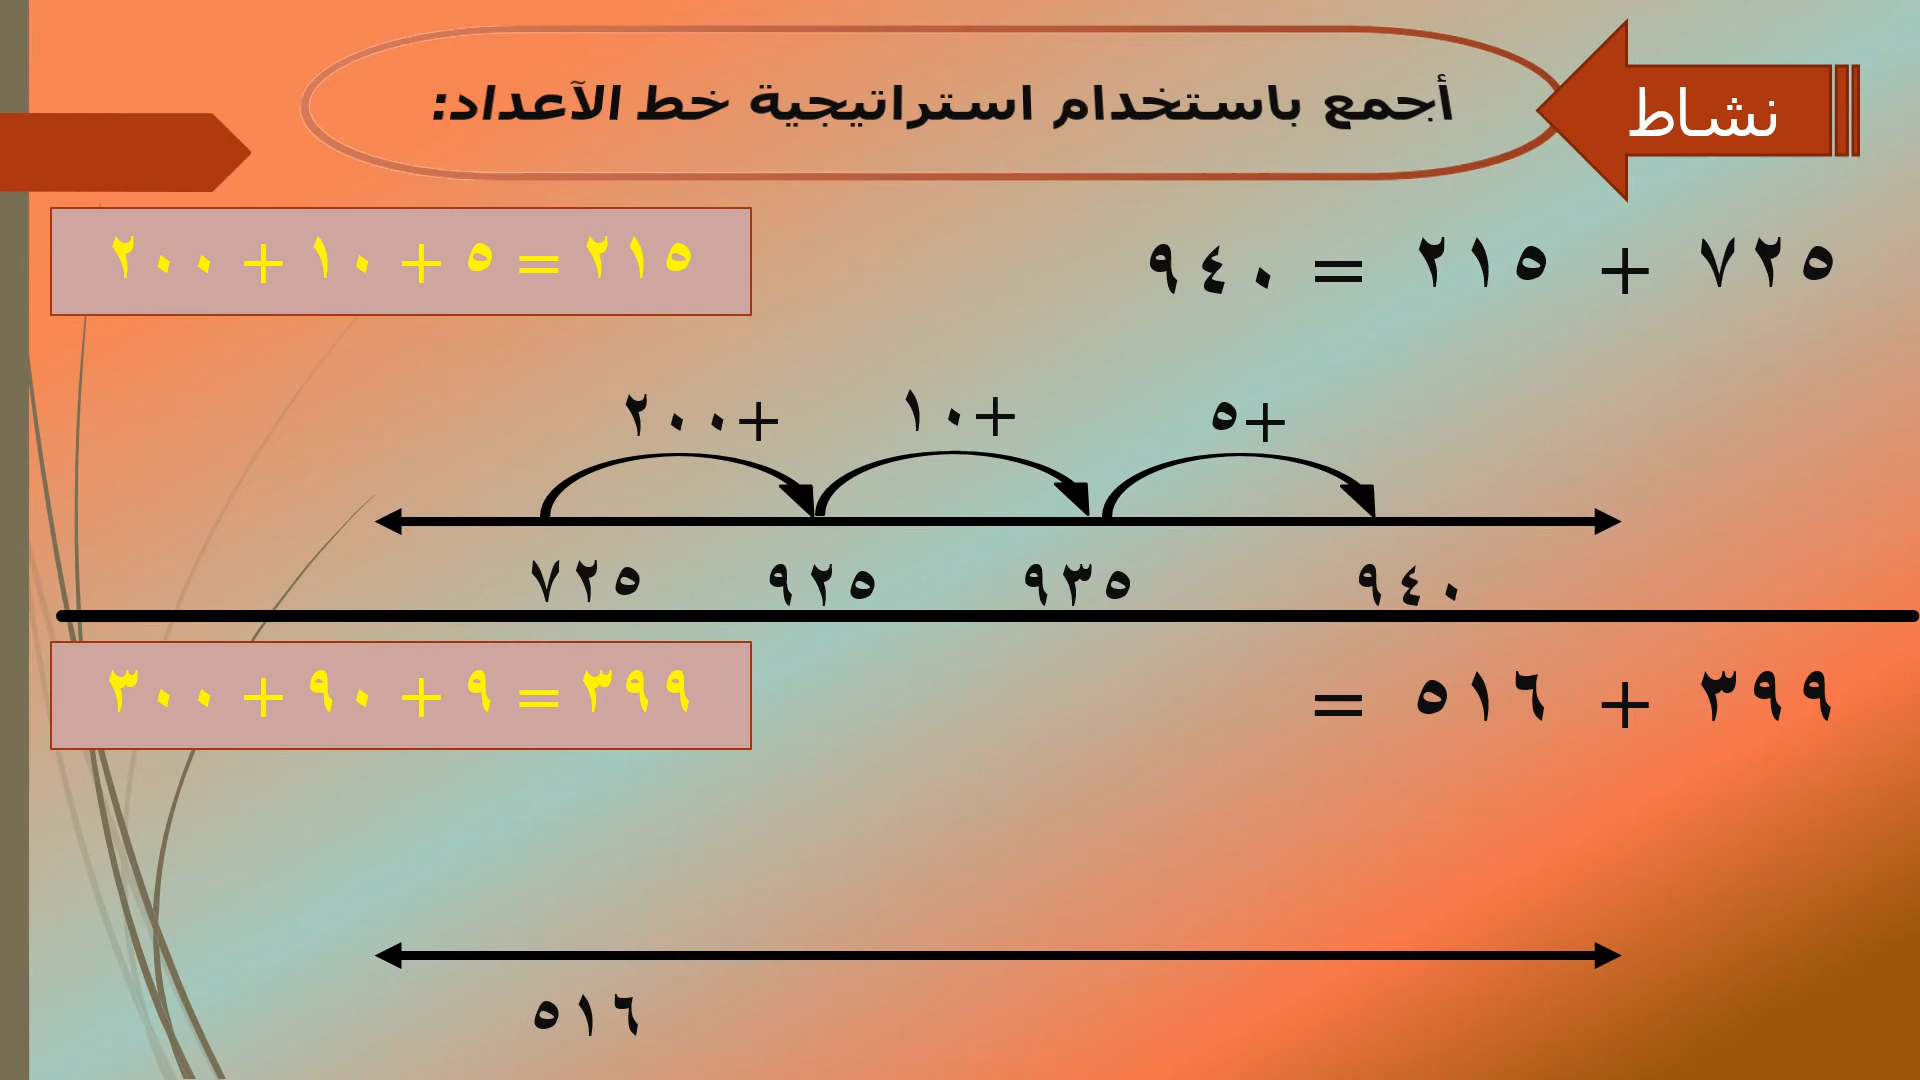 نشاط
أجمع باستخدام استراتيجية خط الآعداد:
٧٢٥ + ٢١٥ = ٩٤٠
٢٠٠ + ١٠ + ٥ = ٢١٥
٢٠٠+ ١٠+ ٥+
٧٢٥ ٩٢٥ ٩٣٥ ٩٤٠
٣٩٩ + ٥١٦ =
٣٠٠ + ٩٠ + ٩ = ٣٩٩
٥١٦